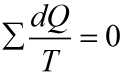 ∑ dQ/T = 0